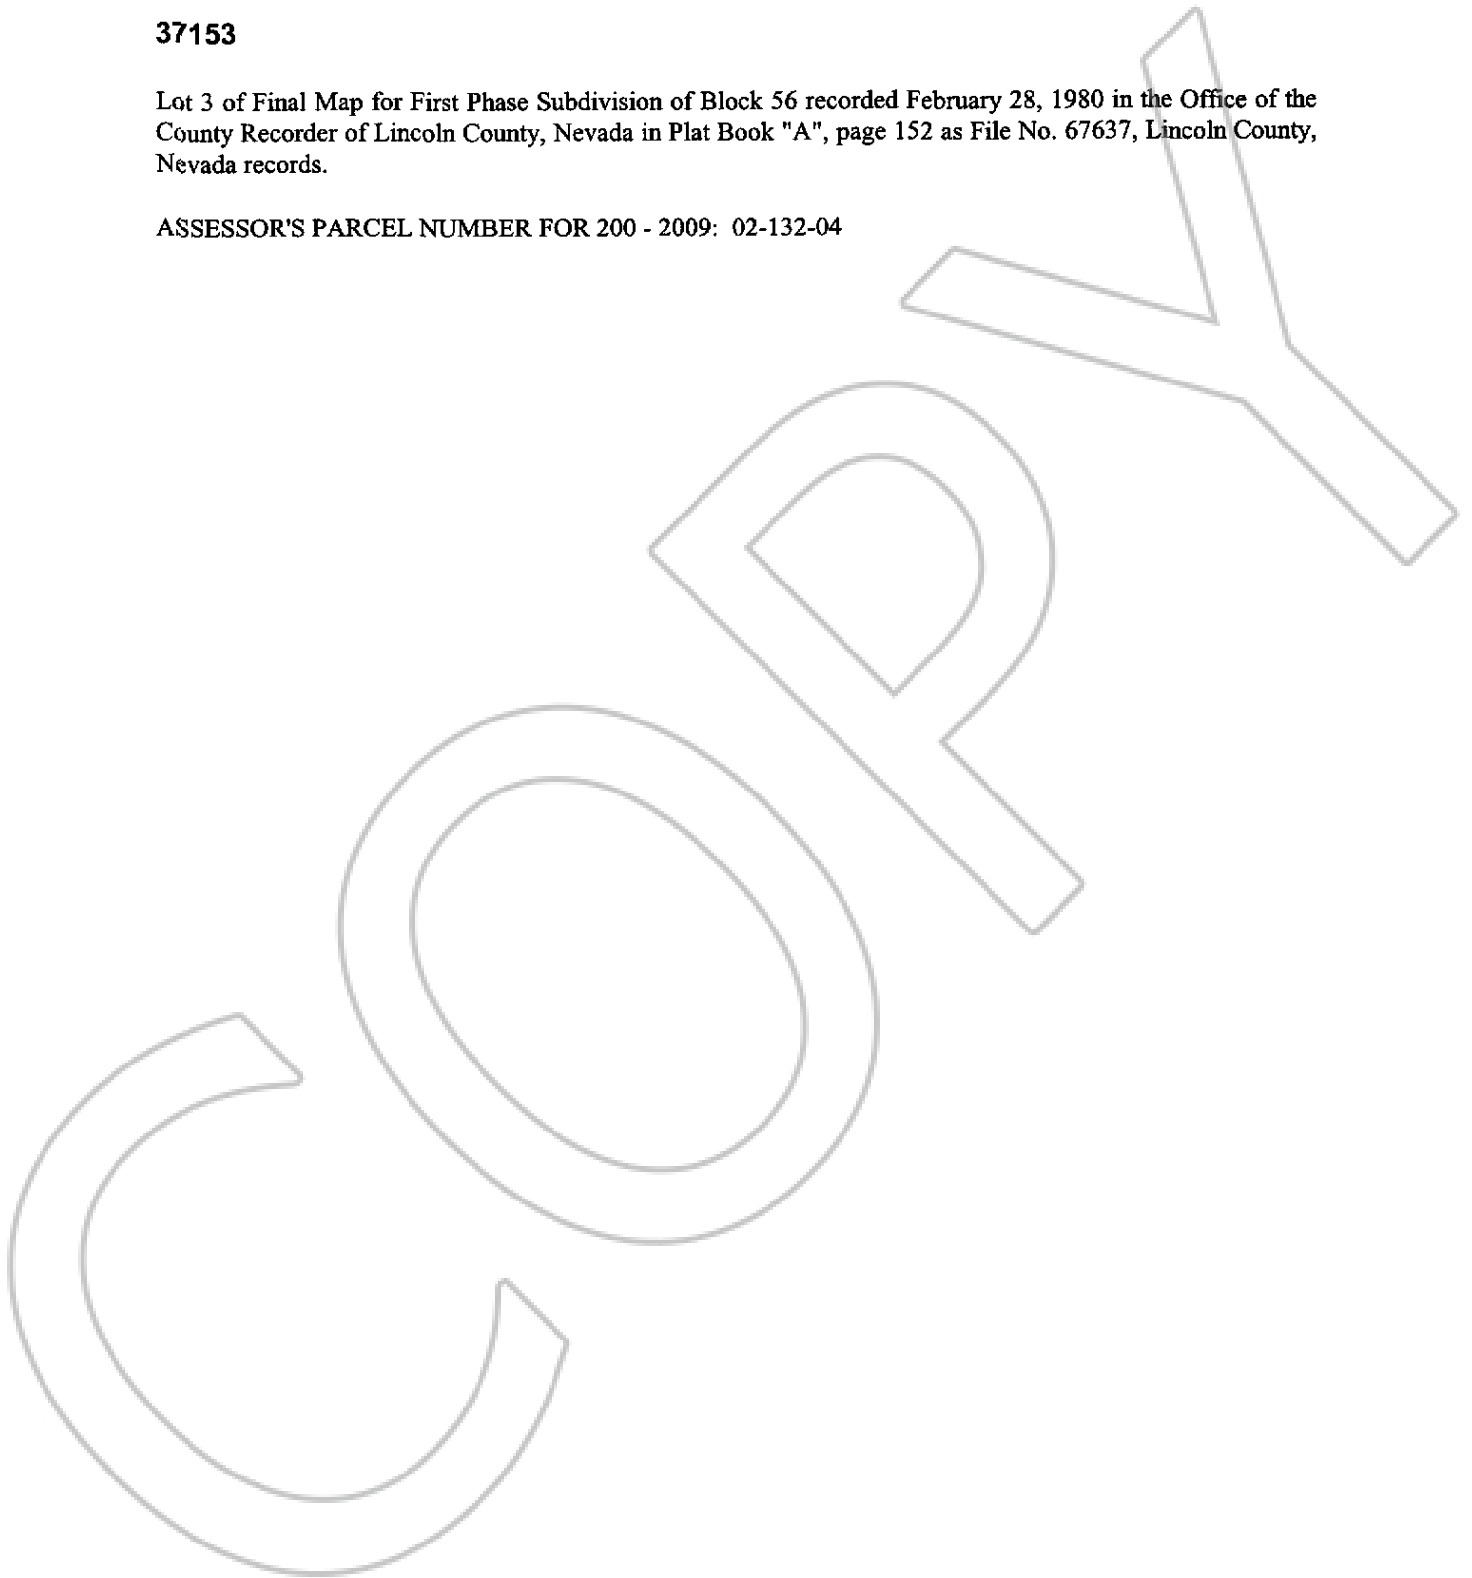 37153
Lot 3 of Final Map for First Phase Subdivision of Block 56 recorded February 28, 1980 in the Office of the
County Recorder of Lincoln County, Nevada in Plat Book "A", page 152 as File No. 67637, Lincoln County,
Nevada records.
ASSESSOR'S PARCEL NUMBER FOR 200 - 2009: 02-132-04
COPY